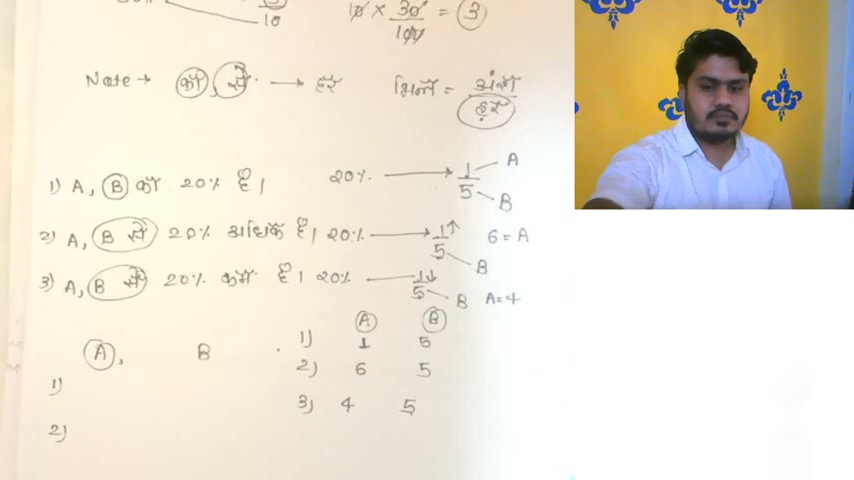 10
10 × 30/100 = 3
Note → का, से → हर भिन्न = अंश/हर
1) A, B का 20% है। 20% → 1/5 A B
2) A, B से 20% अधिक है। 20% → 1↑/5 B 6 = A
3) A, B से 20% कम है। 20% → 1↓/5 B A = 4
A B
1) 1 5
A, B
2) 6 5
1)
3) 4 5
2)